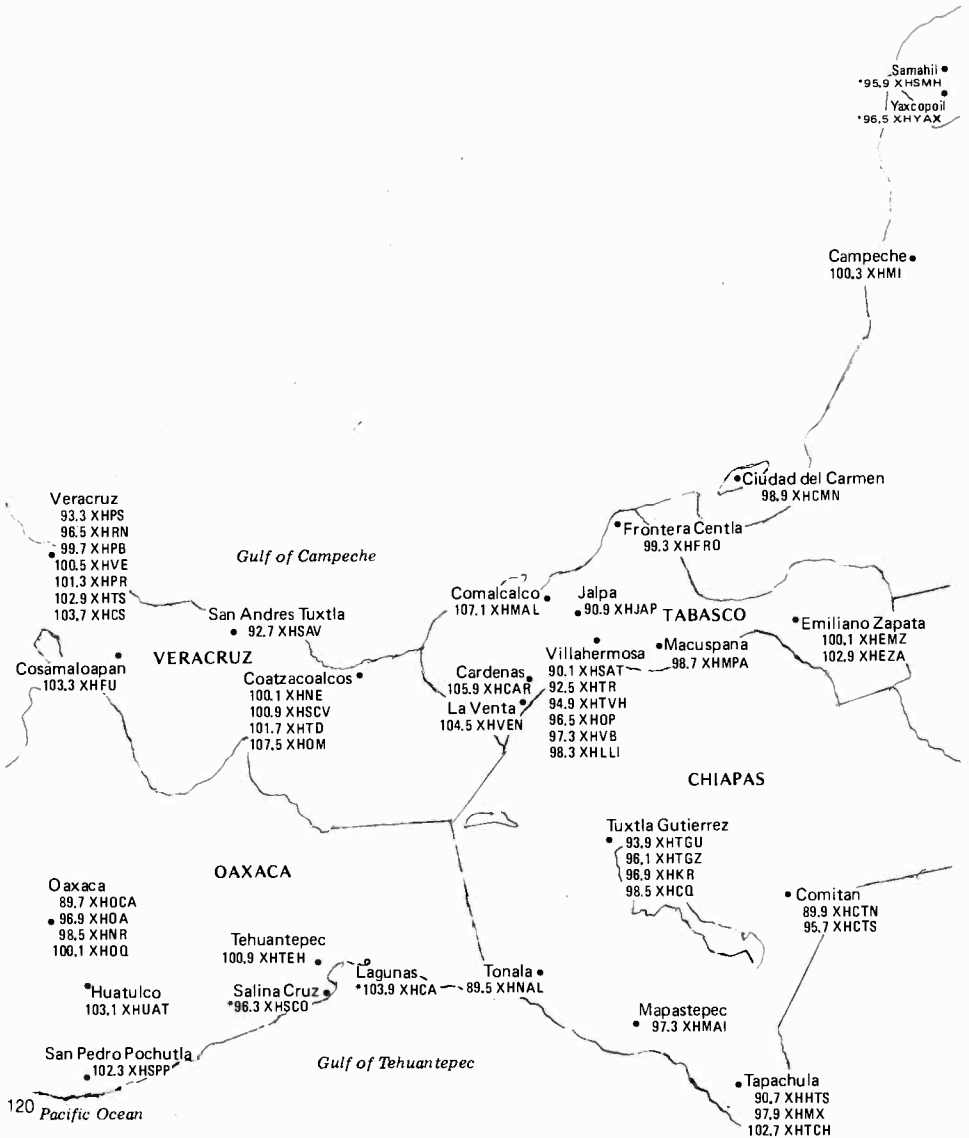 Samahil
*95.9 XHSMH
Yaxcopoil
*96.5 XHYAX
Campeche
100.3 XHMI
Ciudad del Carmen
98.9 XHCMN
Frontera Centla
99.3 XHFRO
Veracruz
93.3 XHPS
96.5 XHRN
99.7 XHPB
100.5 XHVE
101.3 XHPR
102.9 XHTS
103.7 XHCS
Gulf of Campeche
San Andres Tuxtla
92.7 XHSAV
Comalcalco
107.1 XHMAL
Jalpa
90.9 XHJAP
TABASCO
Emiliano Zapata
100.1 XHEMZ
102.9 XHEZA
Cosamaloapan
103.3 XHFU
VERACRUZ
Coatzacoalcos
100.1 XHNE
100.9 XHSCV
101.7 XHTD
107.5 XHOM
Cardenas
105.9 XHCAR
La Venta
104.5 XHVEN
Villahermosa
90.1 XHSAT
92.5 XHTR
94.9 XHTVH
96.5 XHOP
97.3 XHVB
98.3 XHLLI
Macuspana
98.7 XHMPA
CHIAPAS
Tuxtla Gutierrez
93.9 XHTGU
96.1 XHTGZ
96.9 XHKR
98.5 XHCQ
OAXACA
Oaxaca
89.7 XHOCA
96.9 XHOA
98.5 XHNR
100.1 XHOQ
Comitan
89.9 XHCTN
95.7 XHCTS
Tehuantepec
100.9 XHTEH
Huatulco
103.1 XHUAT
Salina Cruz
*96.3 XHSCO
Lagunas
*103.9 XHCA
Tonala
89.5 XHNAL
Mapastepec
97.3 XHMAI
San Pedro Pochutla
102.3 XHSPP
Gulf of Tehuantepec
Tapachula
90.7 XHHTS
97.9 XHMX
102.7 XHTCH
120 Pacific Ocean